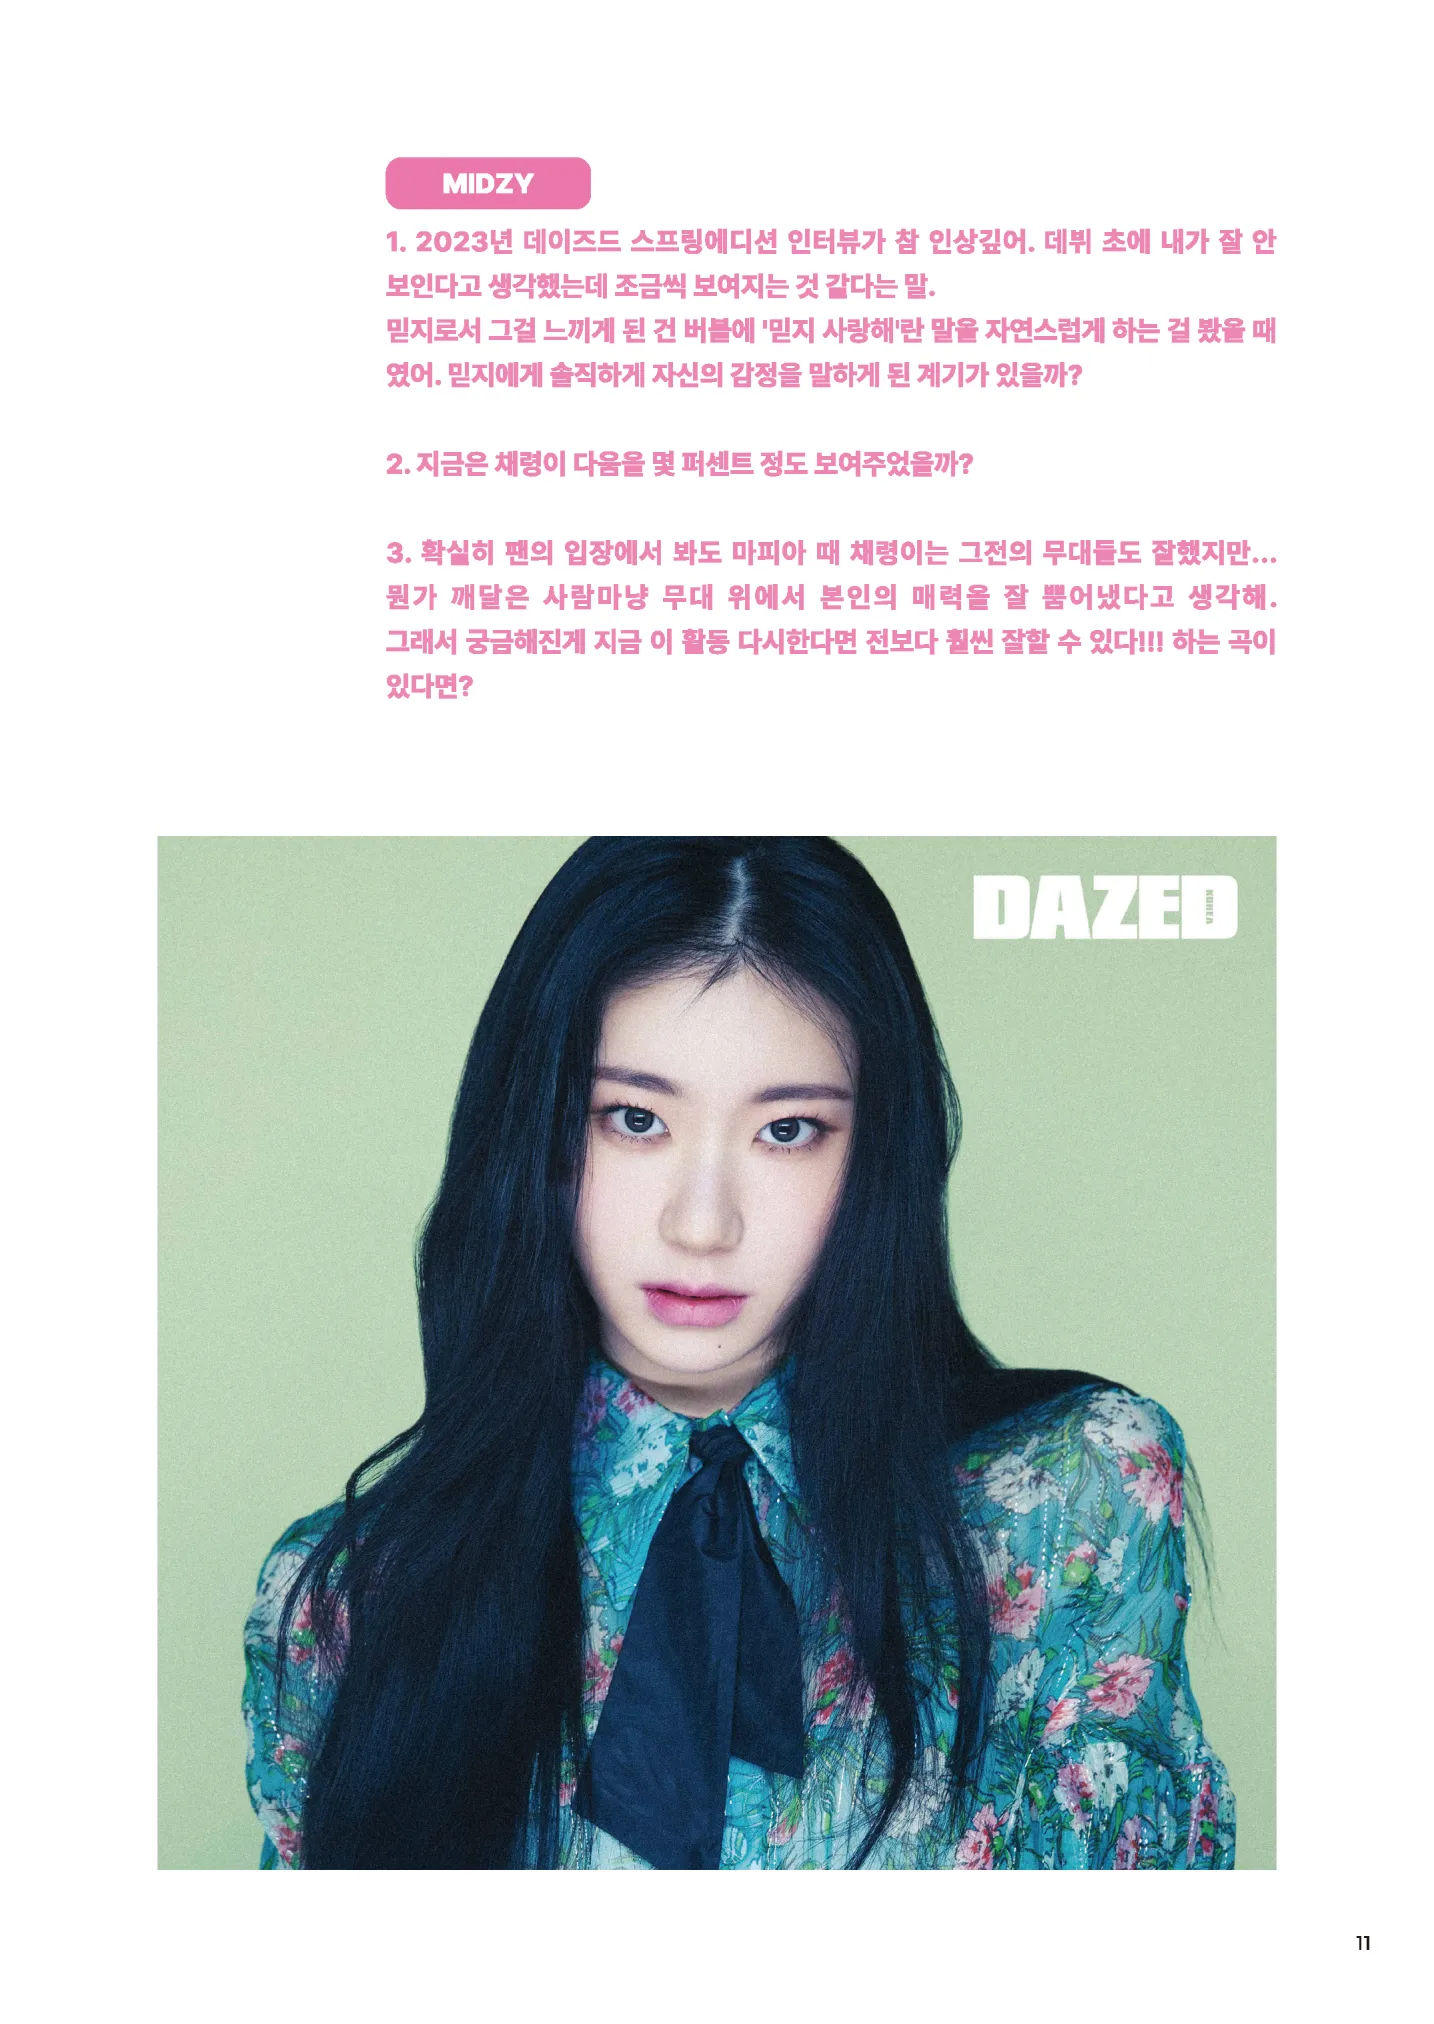 MIDZY
1. 2023년 데이즈드 스프링에디션 인터뷰가 참 인상깊어. 데뷔 초에 내가 잘 안
보인다고 생각했는데 조금씩 보여지는 것 같다는 말.
믿지로서 그걸 느끼게 된 건 버블에 '믿지 사랑해'란 말을 자연스럽게 하는 걸 봤을 때
였어. 믿지에게 솔직하게 자신의 감정을 말하게 된 계기가 있을까?
2. 지금은 채령이 다움을 몇 퍼센트 정도 보여주었을까?
3. 확실히 팬의 입장에서 봐도 마피아 때 채령이는 그전의 무대들도 잘했지만...
뭔가 깨달은 사람마냥 무대 위에서 본인의 매력을 잘 뿜어냈다고 생각해.
그래서 궁금해진게 지금 이 활동 다시한다면 전보다 훨씬 잘할 수 있다!!! 하는 곡이
있다면?
DAZED
KOREA
11